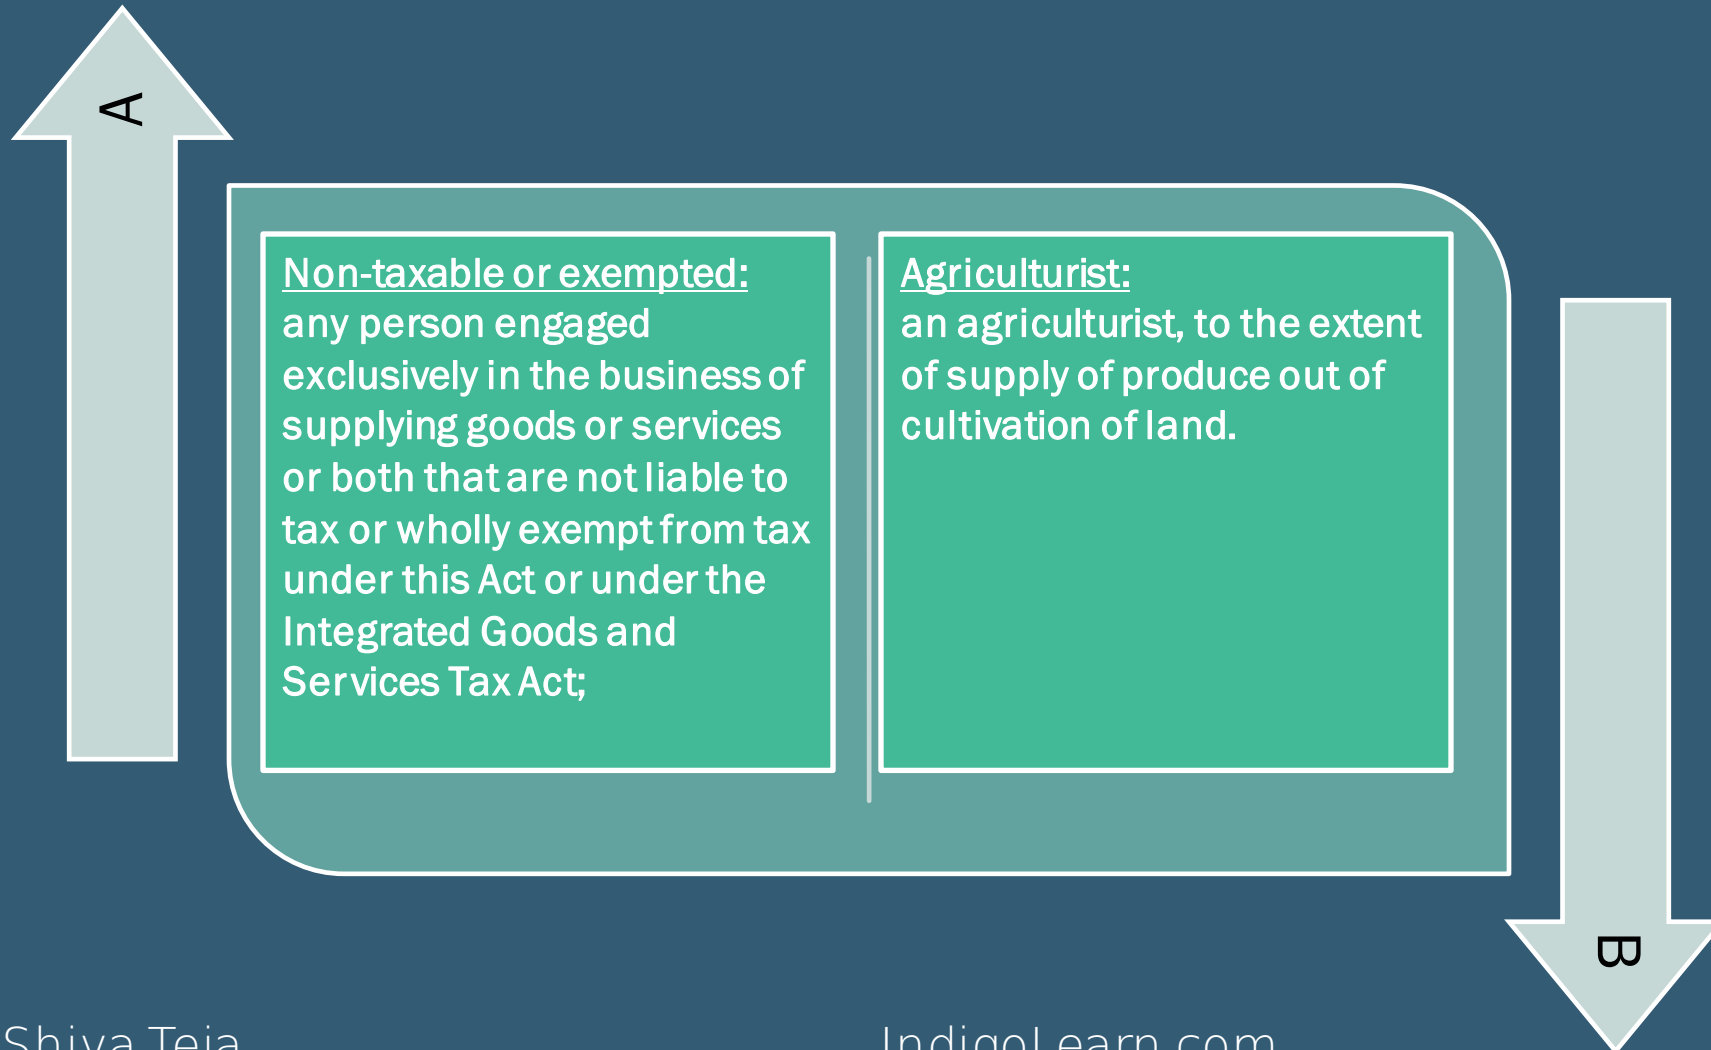 A
Non-taxable or exempted:
any person engaged
exclusively in the business of
supplying goods or services
or both that are not liable to
tax or wholly exempt from tax
under this Act or under the
Integrated Goods and
Services Tax Act;
Agriculturist:
an agriculturist, to the extent
of supply of produce out of
cultivation of land.
B
Shiva Teja
IndigoLearn.com